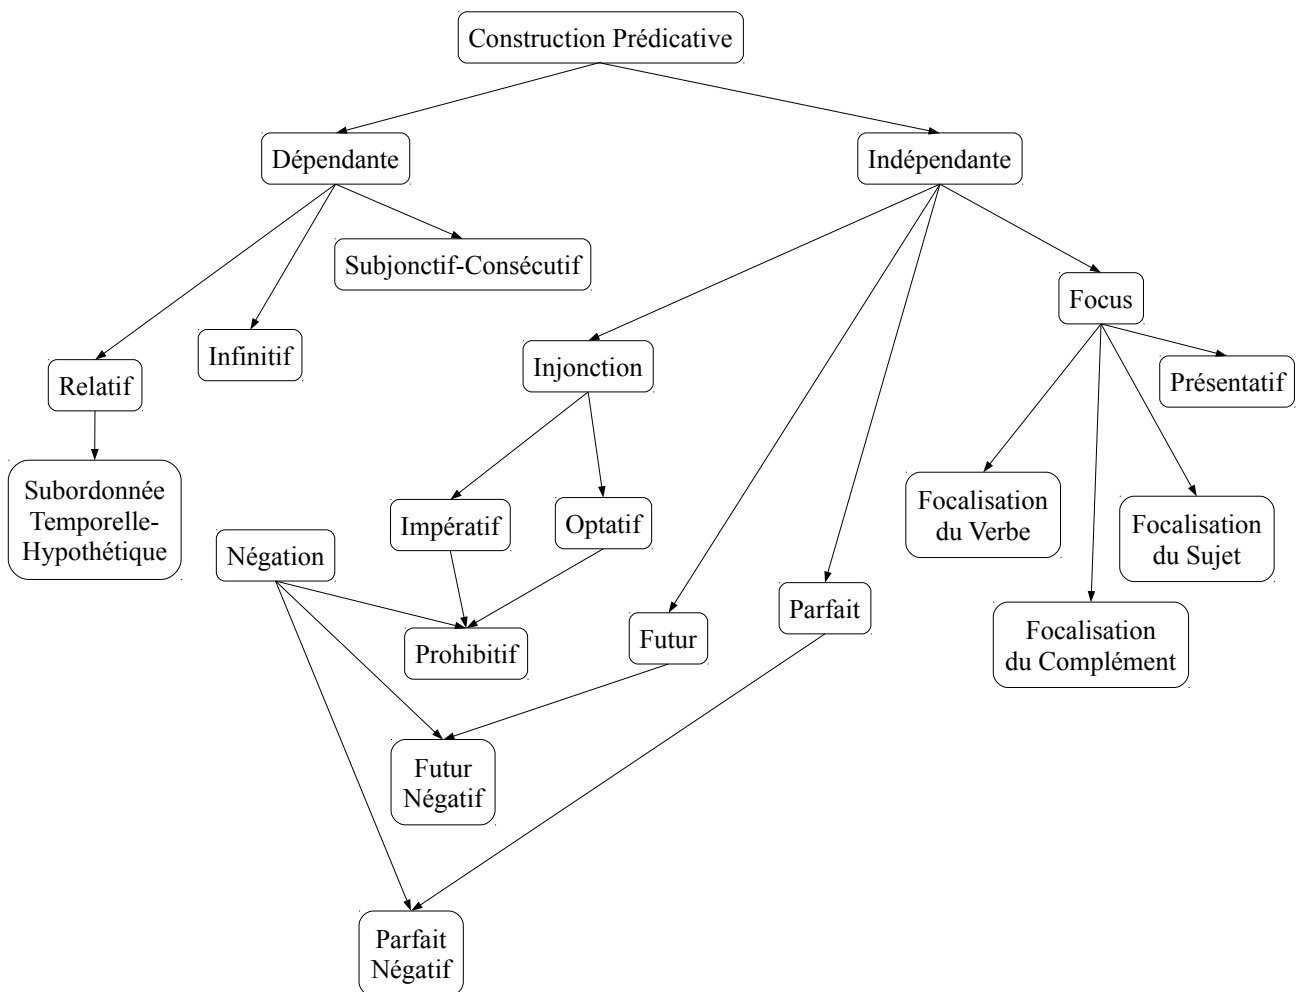 Construction Prédicative
Dépendante
Indépendante
Subjonctif-Consécutif
Focus
Infinitif
Injonction
Relatif
Présentatif
Subordonnée
Temporelle-
Hypothétique
Focalisation
du Verbe
Impératif
Optatif
Focalisation
du Sujet
Négation
Parfait
Futur
Prohibitif
Focalisation
du Complément
Futur
Négatif
Parfait
Négatif